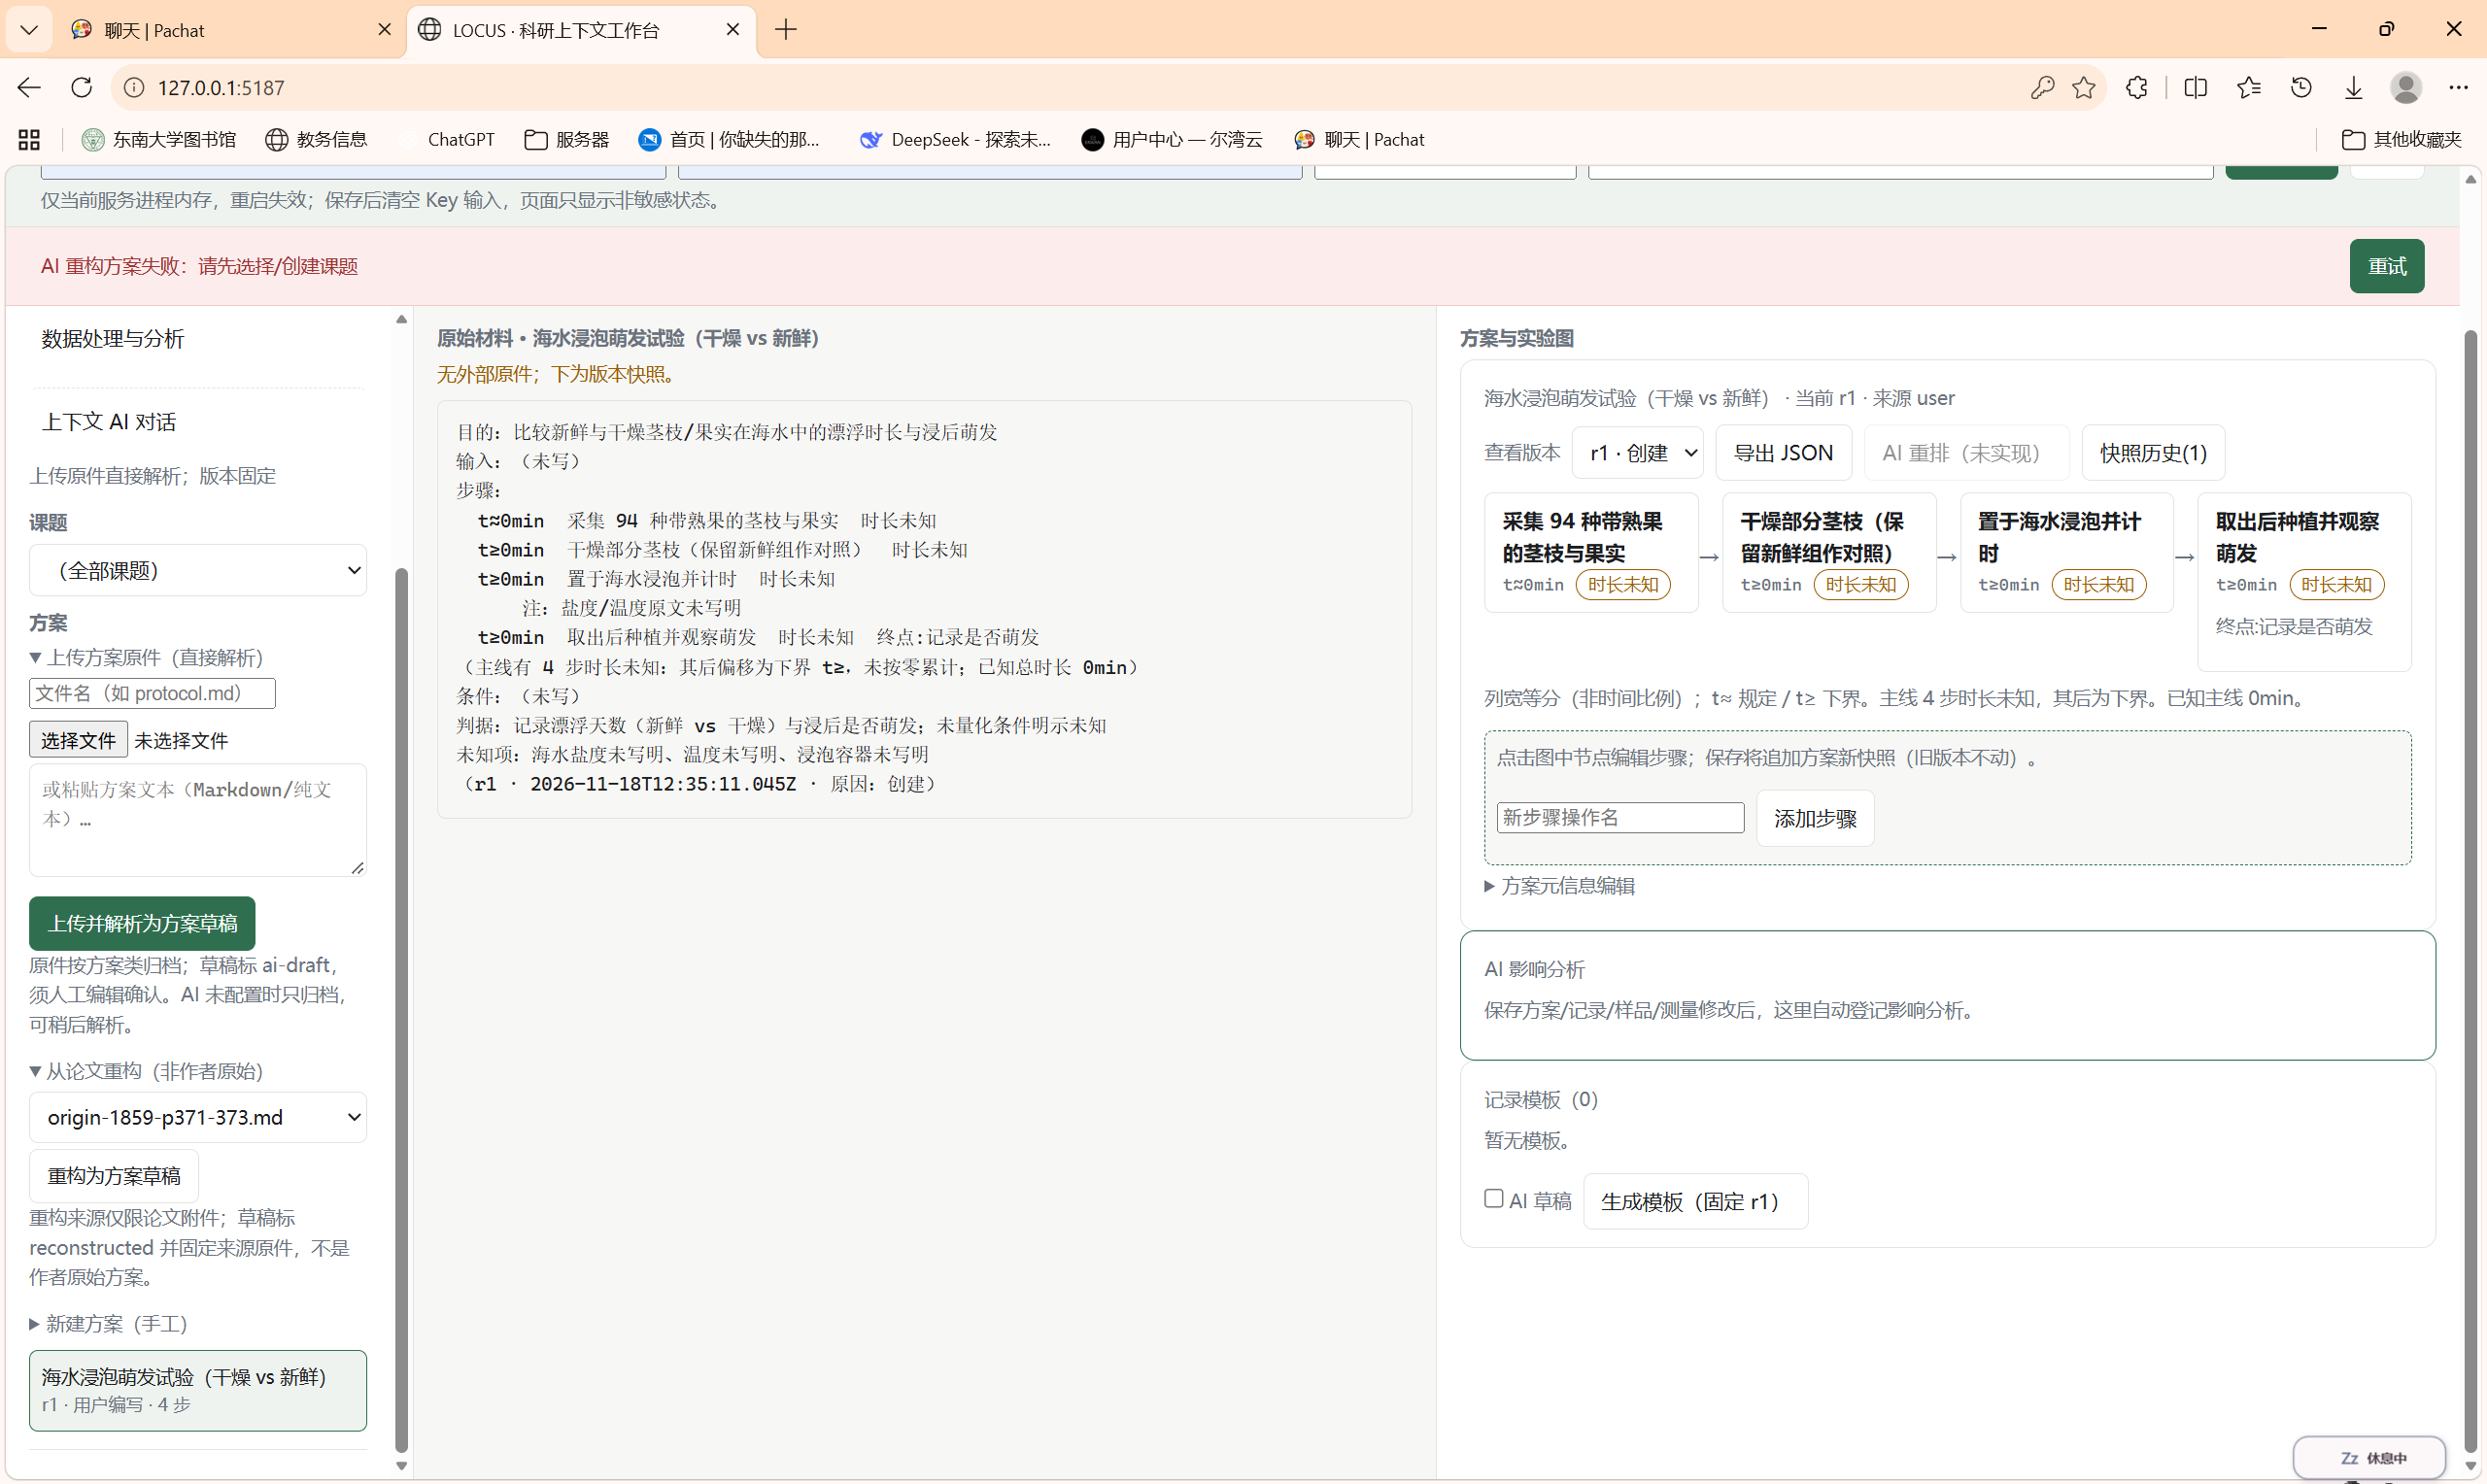 聊天 | Pachat
LOCUS · 科研上下文工作台
127.0.0.1:5187
东南大学图书馆
教务信息
ChatGPT
服务器
首页 | 你缺失的那...
DeepSeek - 探索未...
用户中心 — 尔湾云
聊天 | Pachat
其他收藏夹
仅当前服务进程内存，重启失效；保存后清空 Key 输入，页面只显示非敏感状态。
AI 重构方案失败：请先选择/创建课题
重试
数据处理与分析
上下文 AI 对话
上传原件直接解析；版本固定
课题
（全部课题）
方案
▼上传方案原件（直接解析）
文件名（如 protocol.md）
选择文件 未选择文件
或粘贴方案文本（Markdown/纯文
本）…
上传并解析为方案草稿
原件按方案类归档；草稿标 ai-draft，
须人工编辑确认。AI 未配置时只归档，
可稍后解析。
▼从论文重构（非作者原始）
origin-1859-p371-373.md
重构为方案草稿
重构来源仅限论文附件；草稿标
reconstructed 并固定来源原件，不是
作者原始方案。
▶新建方案（手工）
海水浸泡萌发试验（干燥 vs 新鲜）
r1 · 用户编写 · 4 步
原始材料 · 海水浸泡萌发试验（干燥 vs 新鲜）
无外部原件；下为版本快照。
目的：比较新鲜与干燥茎枝/果实在海水中的漂浮时长与浸后萌发
输入：（未写）
步骤：
t≈0min 采集 94 种带熟果的茎枝与果实 时长未知
t≥0min 干燥部分茎枝（保留新鲜组作对照） 时长未知
t≥0min 置于海水浸泡并计时 时长未知
注：盐度/温度原文未写明
t≥0min 取出后种植并观察萌发 时长未知 终点:记录是否萌发
（主线有 4 步时长未知：其后偏移为下界 t≥，未按零累计；已知总时长 0min）
条件：（未写）
判据：记录漂浮天数（新鲜 vs 干燥）与浸后是否萌发；未量化条件明示未知
未知项：海水盐度未写明、温度未写明、浸泡容器未写明
（r1 · 2026-11-18T12:35:11.045Z · 原因：创建）
方案与实验图
海水浸泡萌发试验（干燥 vs 新鲜） · 当前 r1 · 来源 user
查看版本
r1 · 创建
导出 JSON
AI 重排（未实现）
快照历史(1)
采集 94 种带熟果
的茎枝与果实
t≈0min 时长未知
→
干燥部分茎枝（保
留新鲜组作对照）
t≥0min 时长未知
→
置于海水浸泡并计
时
t≥0min 时长未知
→
取出后种植并观察
萌发
t≥0min 时长未知
终点:记录是否萌发
列宽等分（非时间比例）；t≈ 规定 / t≥ 下界。主线 4 步时长未知，其后为下界。已知主线 0min。
点击图中节点编辑步骤；保存将追加方案新快照（旧版本不动）。
新步骤操作名
添加步骤
▶方案元信息编辑
AI 影响分析
保存方案/记录/样品/测量修改后，这里自动登记影响分析。
记录模板（0）
暂无模板。
AI 草稿
生成模板（固定 r1）
Zz 休息中